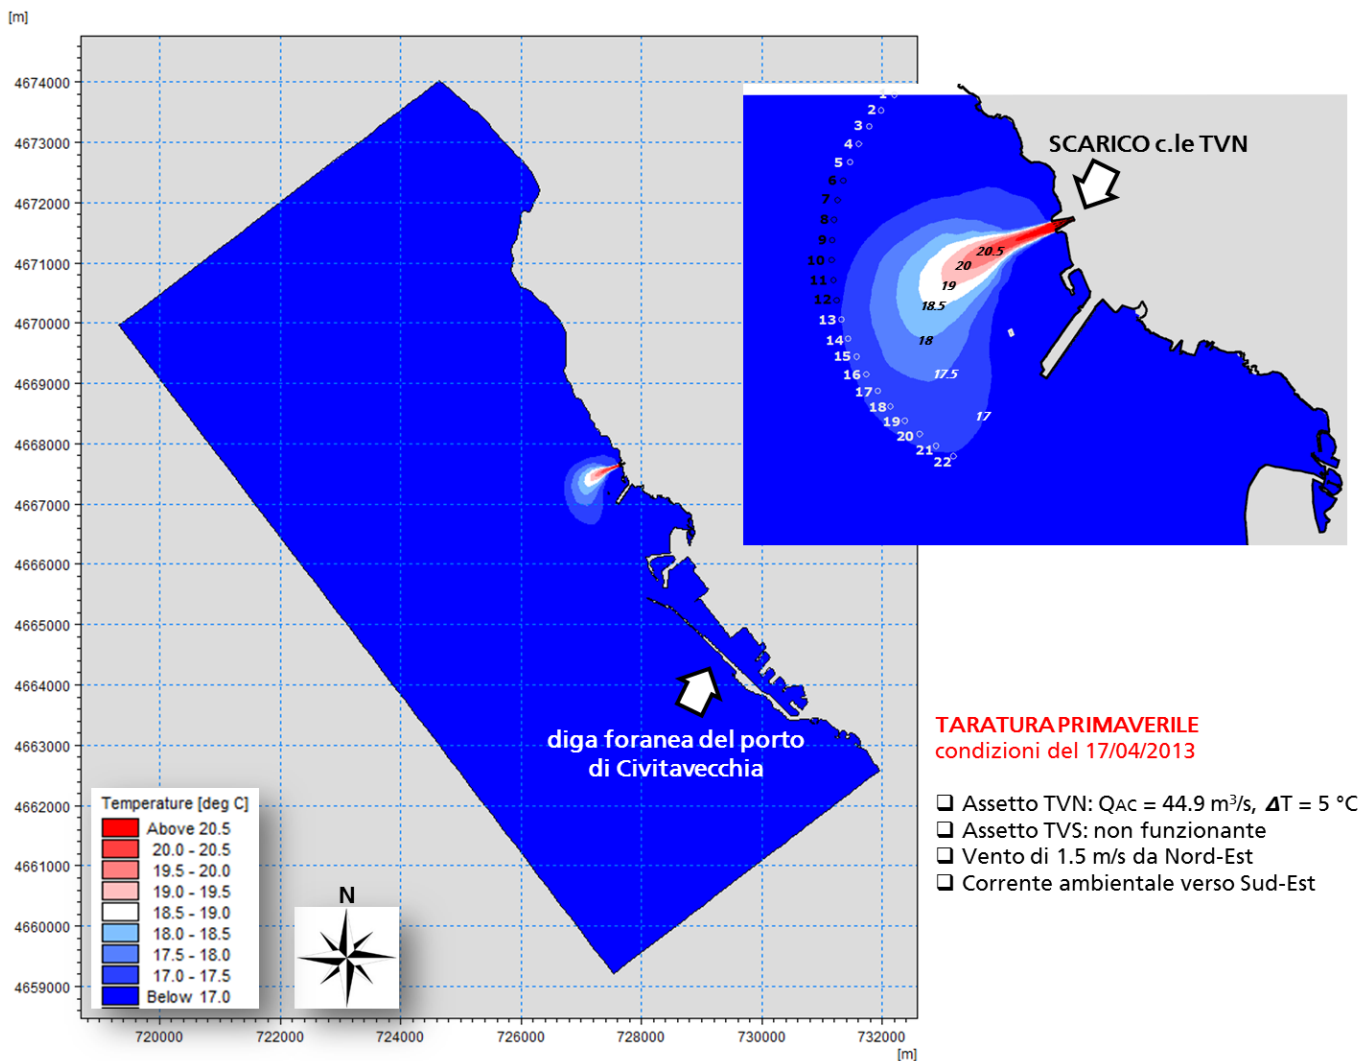 [m]
4674000
4673000
4672000
4671000
4670000
4669000
4668000
4667000
4666000
4665000
4664000
4663000
4662000
4661000
4660000
4659000
720000
722000
724000
726000
728000
730000
732000
[m]
1
2
3
4
5
6
7
8
9
10
11
12
13
14
15
16
17
18
19
20
21
22
SCARICO c.le TVN
20.5
20
19
18.5
18
17.5
17
diga foranea del porto
di Civitavecchia
Temperature [deg C]
Above 20.5
20.0 - 20.5
19.5 - 20.0
19.0 - 19.5
18.5 - 19.0
18.0 - 18.5
17.5 - 18.0
17.0 - 17.5
Below 17.0
N
TARATURA PRIMAVERILE
condizioni del 17/04/2013
❑ Assetto TVN: QAC = 44.9 m³/s, ΔT = 5 °C
❑ Assetto TVS: non funzionante
❑ Vento di 1.5 m/s da Nord-Est
❑ Corrente ambientale verso Sud-Est